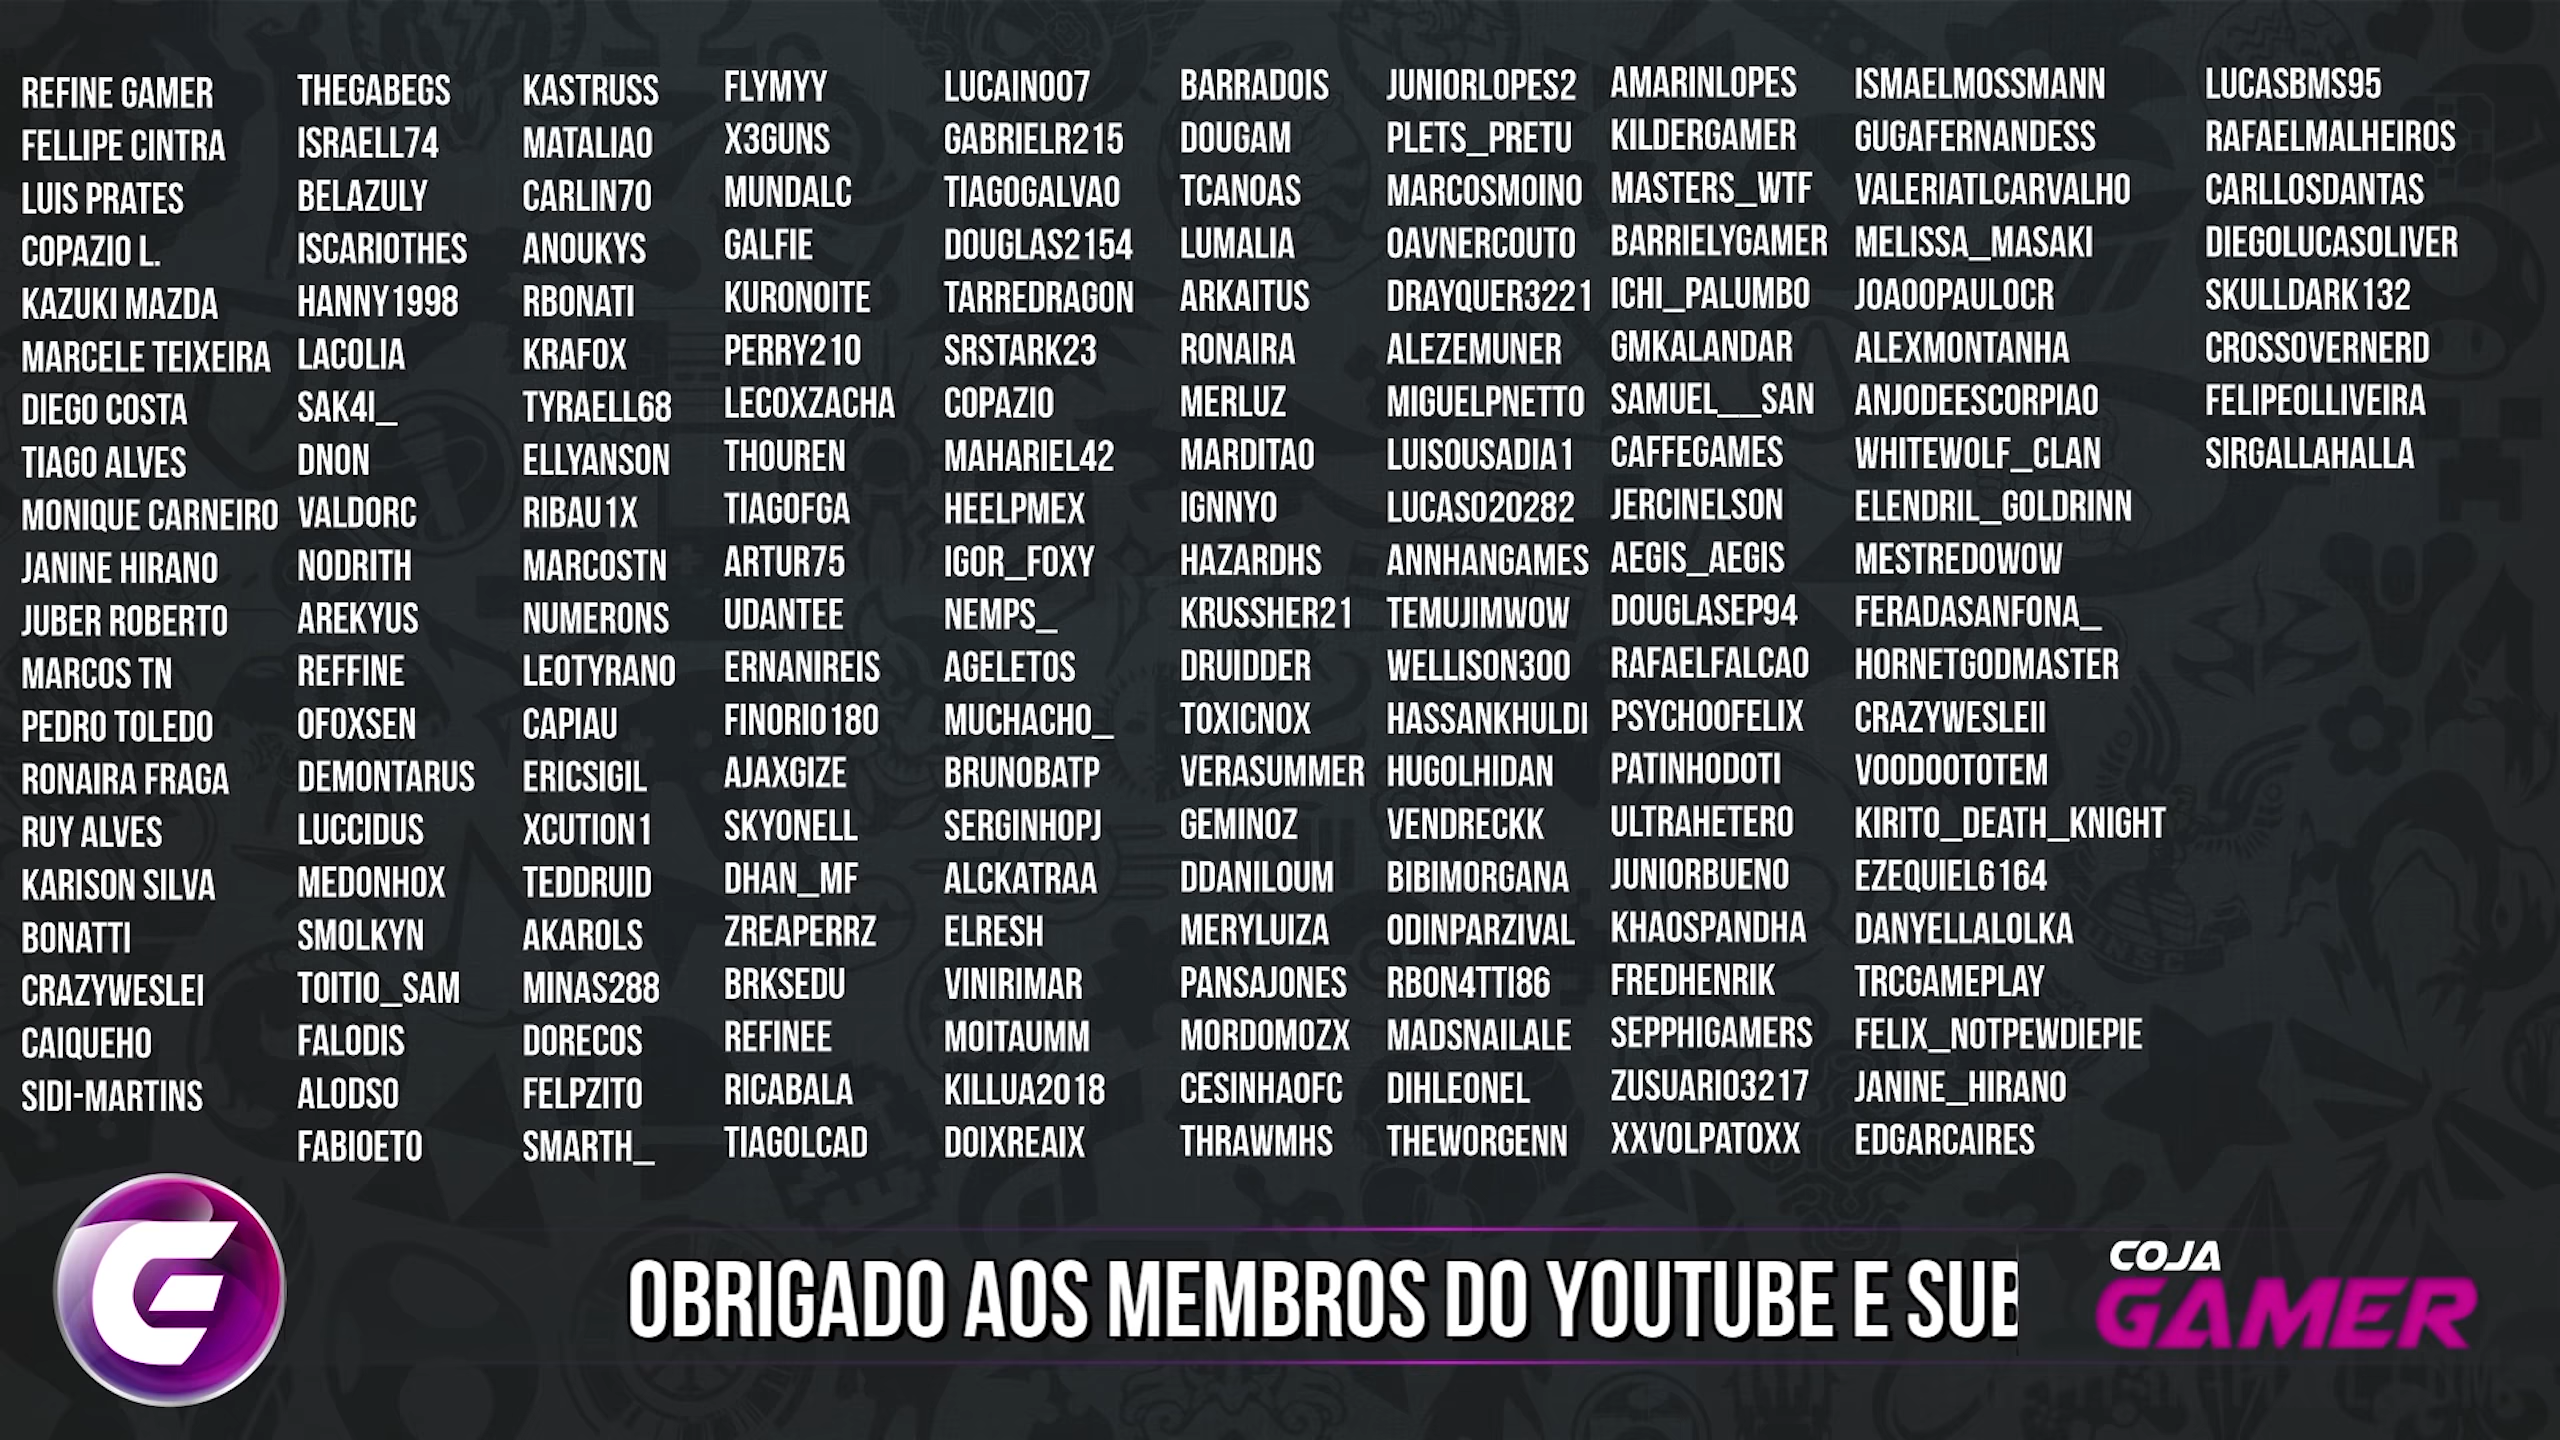 REFINE GAMER
FELLIPE CINTRA
LUIS PRATES
COPAZIO L.
KAZUKI MAZDA
MARCELE TEIXEIRA
DIEGO COSTA
TIAGO ALVES
MONIQUE CARNEIRO
JANINE HIRANO
JUBER ROBERTO
MARCOS TN
PEDRO TOLEDO
RONAIRA FRAGA
RUY ALVES
KARISON SILVA
BONATTI
CRAZYWESLEI
CAIQUEHO
SIDI-MARTINS
THEGABEGS
ISRAELL74
BELAZULY
ISCARIOTHES
HANNY1998
LACOLIA
SAK4I_
DNON
VALDORC
NODRITH
AREKYUS
REFFINE
OFOXSEN
DEMONTARUS
LUCCIDUS
MEDONHOX
SMOLKYN
TOITIO_SAM
FALODIS
ALODSO
FABIOETO
KASTRUSS
MATALIAO
CARLIN70
ANOUKYS
RBONATI
KRAFOX
TYRAELL68
ELLYANSON
RIBAU1X
MARCOSTN
NUMERONS
LEOTYRANO
CAPIAU
ERICSIGIL
XCUTION1
TEDDRUID
AKAROLS
MINAS288
DORECOS
FELPZITO
SMARTH_
FLYMYY
X3GUNS
MUNDALC
GALFIE
KURONOITE
PERRY210
LECOXZACHA
THOUREN
TIAGOFGA
ARTUR75
UDANTEE
ERNANIREIS
FINORIO180
AJAXGIZE
SKYONELL
DHAN_MF
ZREAPERRZ
BRKSEDU
REFINEE
RICABALA
TIAGOLCAD
LUCAIN007
GABRIELR215
TIAGOGALVAO
DOUGLAS2154
TARREDRAGON
SRSTARK23
COPAZIO
MAHARIEL42
HEELPMEX
IGOR_FOXY
NEMPS_
AGELETOS
MUCHACHO_
BRUNOBATP
SERGINHOPJ
ALCKATRAA
ELRESH
VINIRIMAR
MOITAUMM
KILLUA2018
DOIXREAIX
BARRADOIS
DOUGAM
TCANOAS
LUMALIA
ARKAITUS
RONAIRA
MERLUZ
MARDITAO
IGNNYO
HAZARDHS
KRUSSHER21
DRUIDDER
TOXICNOX
VERASUMMER
GEMINOZ
DDANILOUM
MERYLUIZA
PANSAJONES
MORDOMOZX
CESINHAOFC
THRAWMHS
JUNIORLOPES2
PLETS_PRETU
MARCOSMOINO
OAVNERCOUTO
DRAYQUER3221
ALEZEMUNER
MIGUELPNETTO
LUISOUSADIA1
LUCAS020282
ANNHANGAMES
TEMUJIMWOW
WELLISON300
HASSANKHULDI
HUGOLHIDAN
VENDRECKK
BIBIMORGANA
ODINPARZIVAL
RBON4TTI86
MADSNAILALE
DIHLEONEL
THEWORGENN
AMARINLOPES
KILDERGAMER
MASTERS_WTF
BARRIELYGAMER
ICHI_PALUMBO
GMKALANDAR
SAMUEL__SAN
CAFFEGAMES
JERCINELSON
AEGIS_AEGIS
DOUGLASEP94
RAFAELFALCAO
PSYCHOOFELIX
PATINHODOTI
ULTRAHETERO
JUNIORBUENO
KHAOSPANDHA
FREDHENRIK
SEPPHIGAMERS
ZUSUARIO3217
XXVOLPATOXX
ISMAELMOSSMANN
GUGAFERNANDESS
VALERIATLCARVALHO
MELISSA_MASAKI
JOAOOPAULOCR
ALEXMONTANHA
ANJODEESCORPIAO
WHITEWOLF_CLAN
ELENDRIL_GOLDRINN
MESTREDOWOW
FERADASANFONA_
HORNETGODMASTER
CRAZYWESLEII
VOODOOTOTEM
KIRITO_DEATH_KNIGHT
EZEQUIEL6164
DANYELLALOLKA
TRCGAMEPLAY
FELIX_NOTPEWDIEPIE
JANINE_HIRANO
EDGARCAIRES
LUCASBMS95
RAFAELMALHEIROS
CARLLOSDANTAS
DIEGOLUCASOLIVER
SKULLDARK132
CROSSOVERNERD
FELIPEOLLIVEIRA
SIRGALLAHALLA
OBRIGADO AOS MEMBROS DO YOUTUBE E SUB
COJA
GAMER